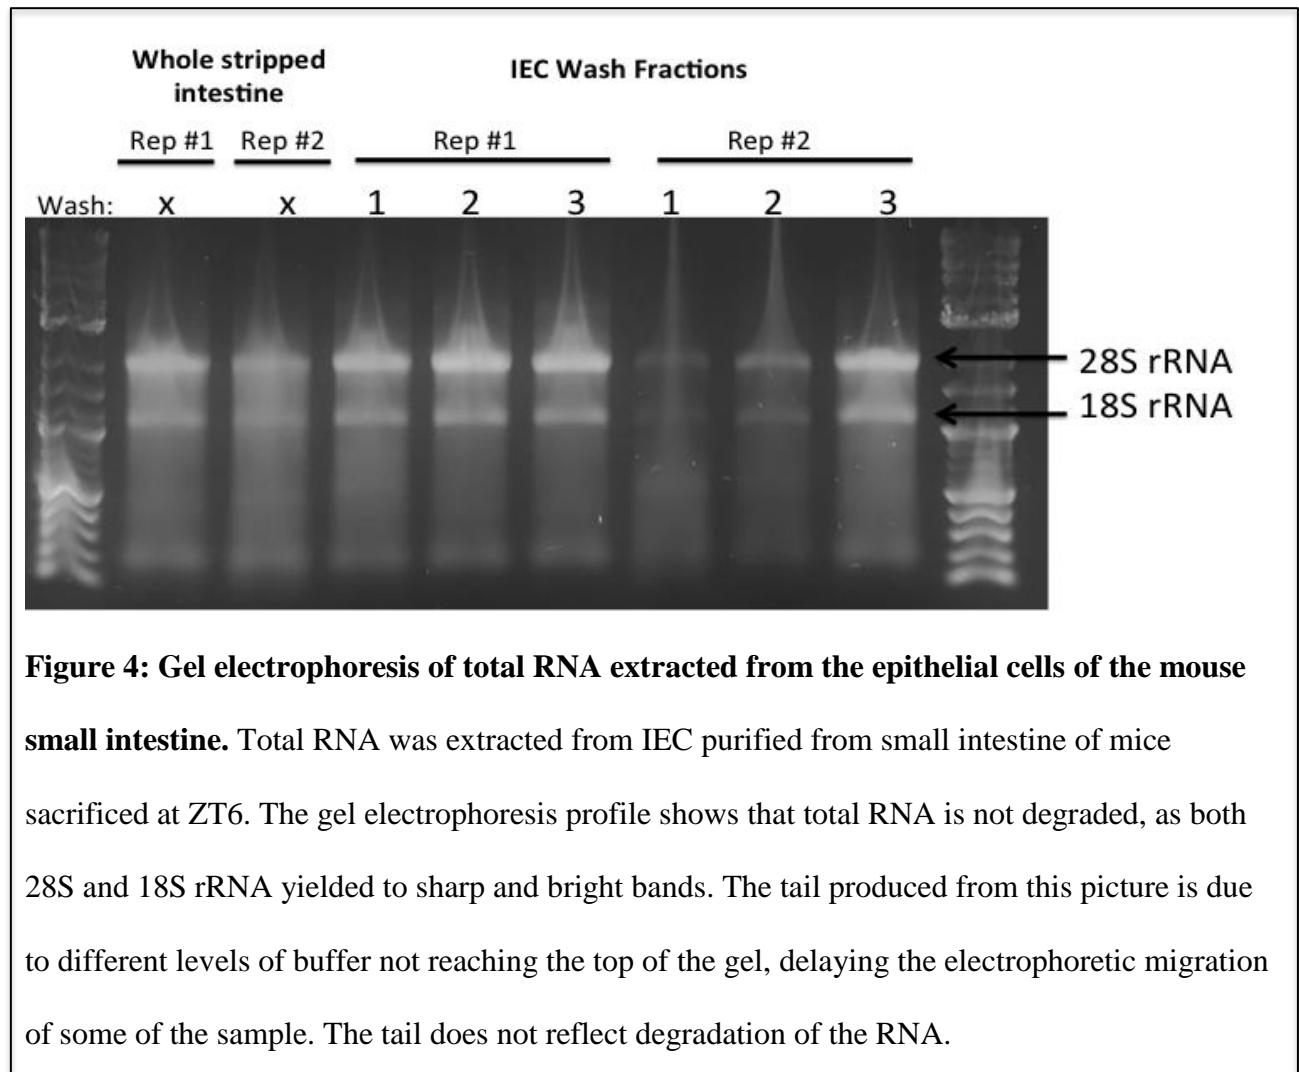 Whole stripped intestine
IEC Wash Fractions
Rep #1 Rep #2 Rep #1 Rep #2
Wash: x x 1 2 3 1 2 3
28S rRNA
18S rRNA
Figure 4: Gel electrophoresis of total RNA extracted from the epithelial cells of the mouse
small intestine. Total RNA was extracted from IEC purified from small intestine of mice
sacrificed at ZT6. The gel electrophoresis profile shows that total RNA is not degraded, as both
28S and 18S rRNA yielded to sharp and bright bands. The tail produced from this picture is due
to different levels of buffer not reaching the top of the gel, delaying the electrophoretic migration
of some of the sample. The tail does not reflect degradation of the RNA.